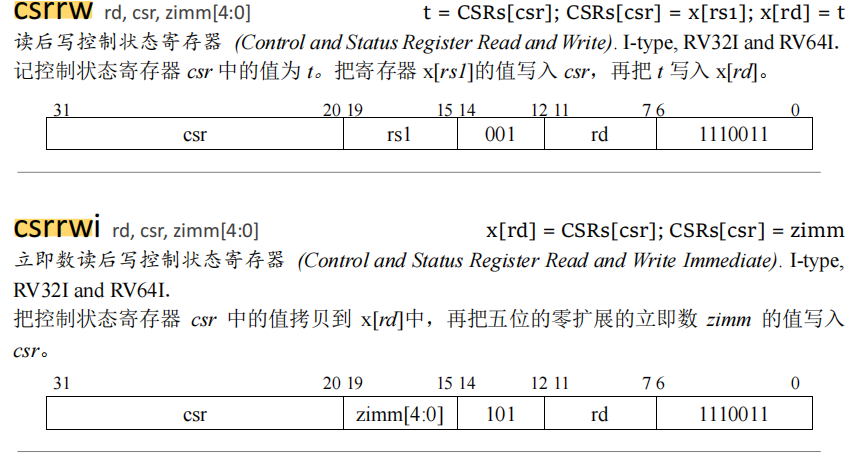 csrrw rd, csr, zimm[4:0] t = CSRs[csr]; CSRs[csr] = x[rs1]; x[rd] = t
读后写控制状态寄存器 (Control and Status Register Read and Write). I-type, RV32I and RV64I.
记控制状态寄存器 csr 中的值为 t。把寄存器 x[rs1]的值写入 csr，再把 t 写入 x[rd]。
31 20 19 15 14 12 11 7 6 0
csr rs1 001 rd 1110011
csrrwi rd, csr, zimm[4:0] x[rd] = CSRs[csr]; CSRs[csr] = zimm
立即数读后写控制状态寄存器 (Control and Status Register Read and Write Immediate). I-type,
RV32I and RV64I.
把控制状态寄存器 csr 中的值拷贝到 x[rd]中，再把五位的零扩展的立即数 zimm 的值写入
csr。
31 20 19 15 14 12 11 7 6 0
csr zimm[4:0] 101 rd 1110011